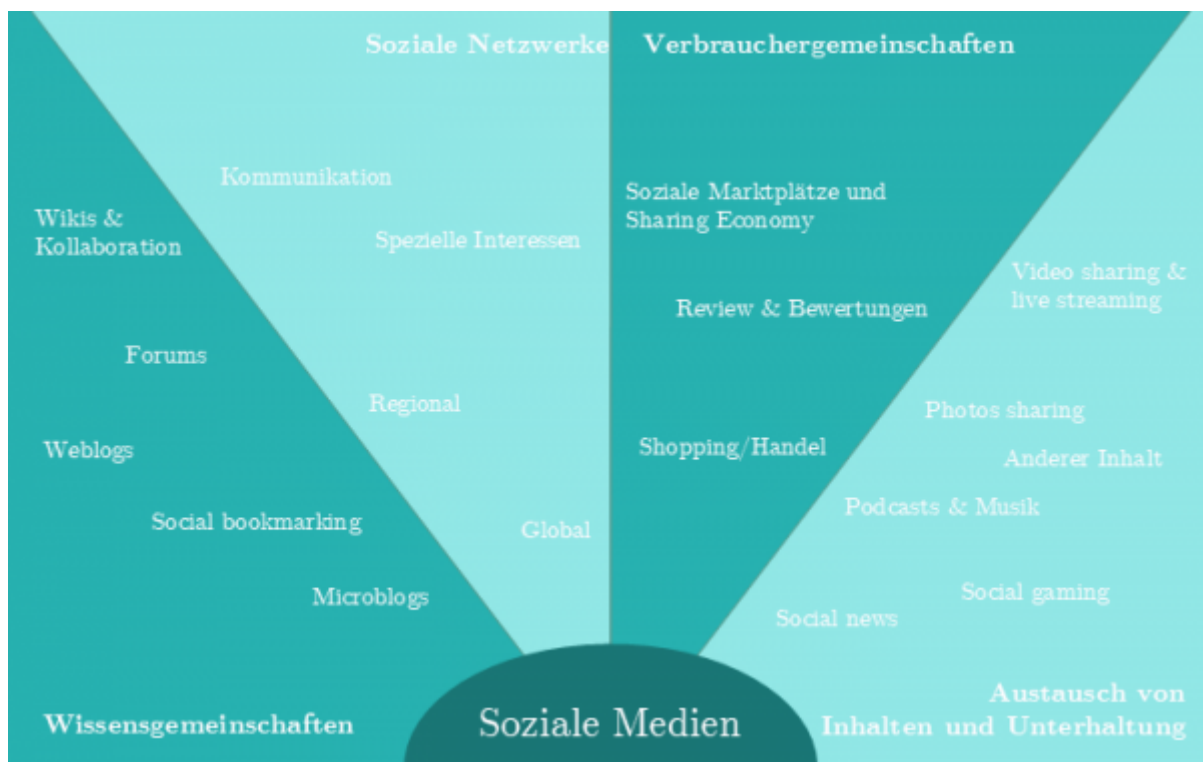 Soziale Netzwerke
Verbrauchergemeinschaften
Kommunikation
Spezielle Interessen
Regional
Global
Soziale Marktplätze und
Sharing Economy
Review & Bewertungen
Shopping/Handel
Wikis &
Kollaboration
Forums
Weblogs
Social bookmarking
Microblogs
Wissensgemeinschaften
Video sharing &
live streaming
Photos sharing
Anderer Inhalt
Podcasts & Musik
Social gaming
Social news
Austausch von
Inhalten und Unterhaltung
Soziale Medien